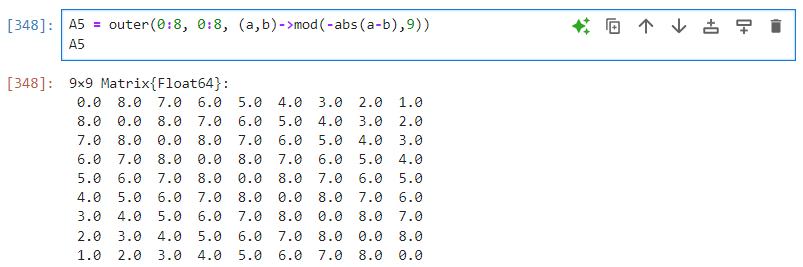 [348]: A5 = outer(0:8, 0:8, (a,b)->mod(-abs(a-b),9))
A5
[348]: 9×9 Matrix{Float64}:
0.0 8.0 7.0 6.0 5.0 4.0 3.0 2.0 1.0
8.0 0.0 8.0 7.0 6.0 5.0 4.0 3.0 2.0
7.0 8.0 0.0 8.0 7.0 6.0 5.0 4.0 3.0
6.0 7.0 8.0 0.0 8.0 7.0 6.0 5.0 4.0
5.0 6.0 7.0 8.0 0.0 8.0 7.0 6.0 5.0
4.0 5.0 6.0 7.0 8.0 0.0 8.0 7.0 6.0
3.0 4.0 5.0 6.0 7.0 8.0 0.0 8.0 7.0
2.0 3.0 4.0 5.0 6.0 7.0 8.0 0.0 8.0
1.0 2.0 3.0 4.0 5.0 6.0 7.0 8.0 0.0